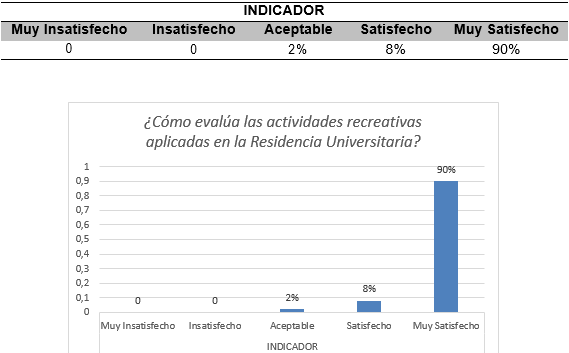 INDICADOR
Muy Insatisfecho Insatisfecho Aceptable Satisfecho Muy Satisfecho
0 0 2% 8% 90%
¿Cómo evalúa las actividades recreativas
aplicadas en la Residencia Universitaria?
1
0,9
0,8
0,7
0,6
0,5
0,4
0,3
0,2
0,1
0
0 0 2% 8% 90%
Muy Insatisfecho Insatisfecho Aceptable Satisfecho Muy Satisfecho
INDICADOR